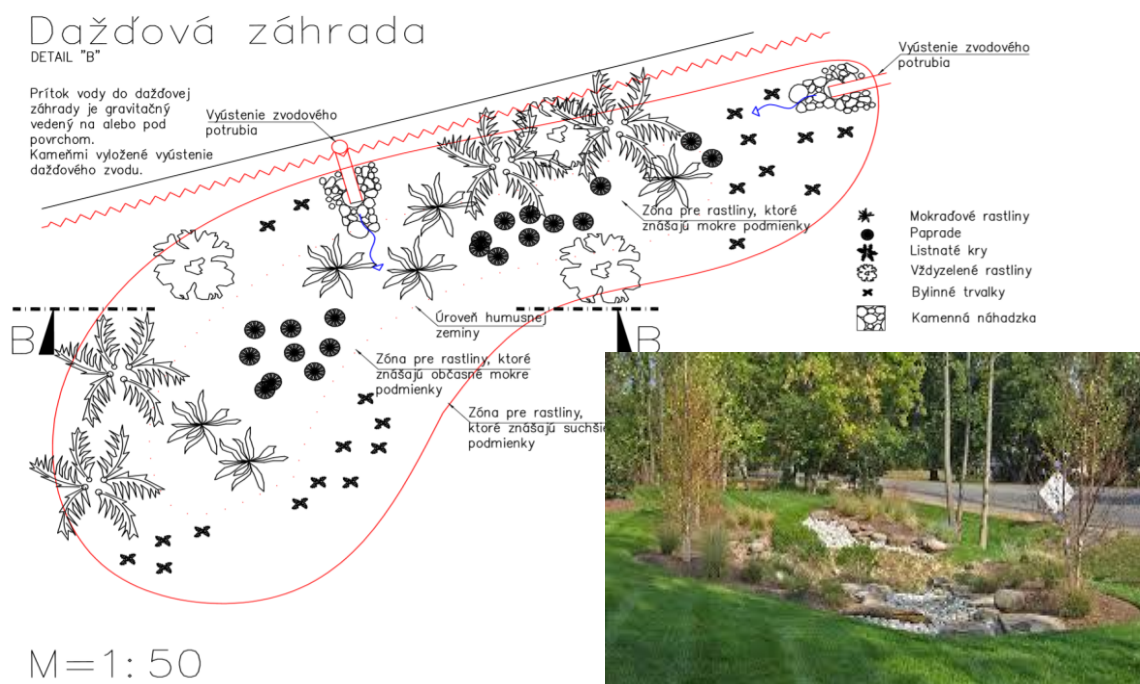 Dažďová záhrada
DETAIL "B"
Prítok vody do dažďovej
záhrady je gravitačný
vedený na alebo pod
povrchom.
Kameňmi vyložené vyústenie
dažďového zvodu.
Vyústenie zvodového
potrubia
Vyústenie zvodového
potrubia
Zóna pre rastliny, ktoré
znášajú mokre podmienky
Mokraďové rastliny
Paprade
Listnaté kry
Vždyzelené rastliny
Bylinné trvalky
Kamenná náhadzka
B
B
Úroveň humusnej
zeminy
Zóna pre rastliny, ktoré
znášajú občasné mokre
podmienky
Zóna pre rastliny,
ktoré znášajú suchšie
podmienky
M=1:50